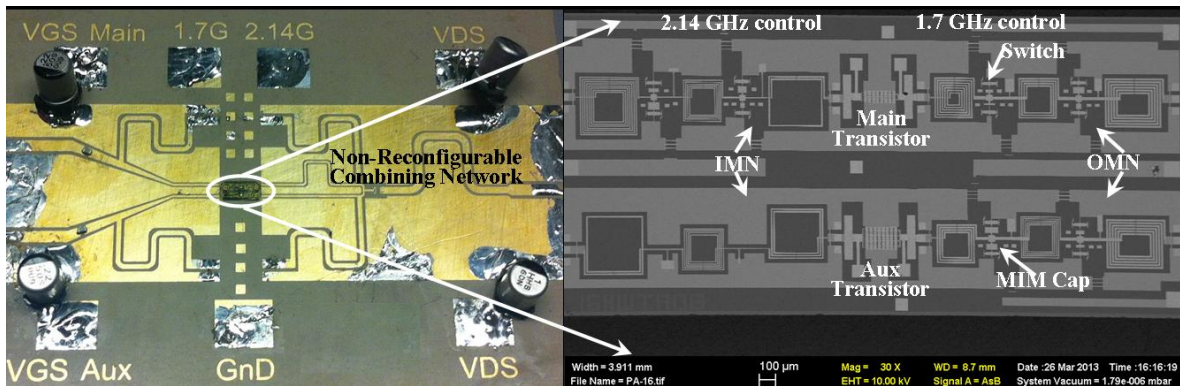 VGS Main 1.7G 2.14G VDS
Non-Reconfigurable
Combining Network
VGS Aux GnD VDS
2.14 GHz control 1.7 GHz control
Switch
Main
Transistor
IMN OMN
Aux
Transistor
MIM Cap
Width = 3.911 mm 100 µm Mag = 30 X WD = 8.7 mm Date :26 Mar 2013 Time :16:16:19
File Name = PA-16.tif EHT = 10.00 kV Signal A = AsB System Vacuum = 1.79e-006 mbar